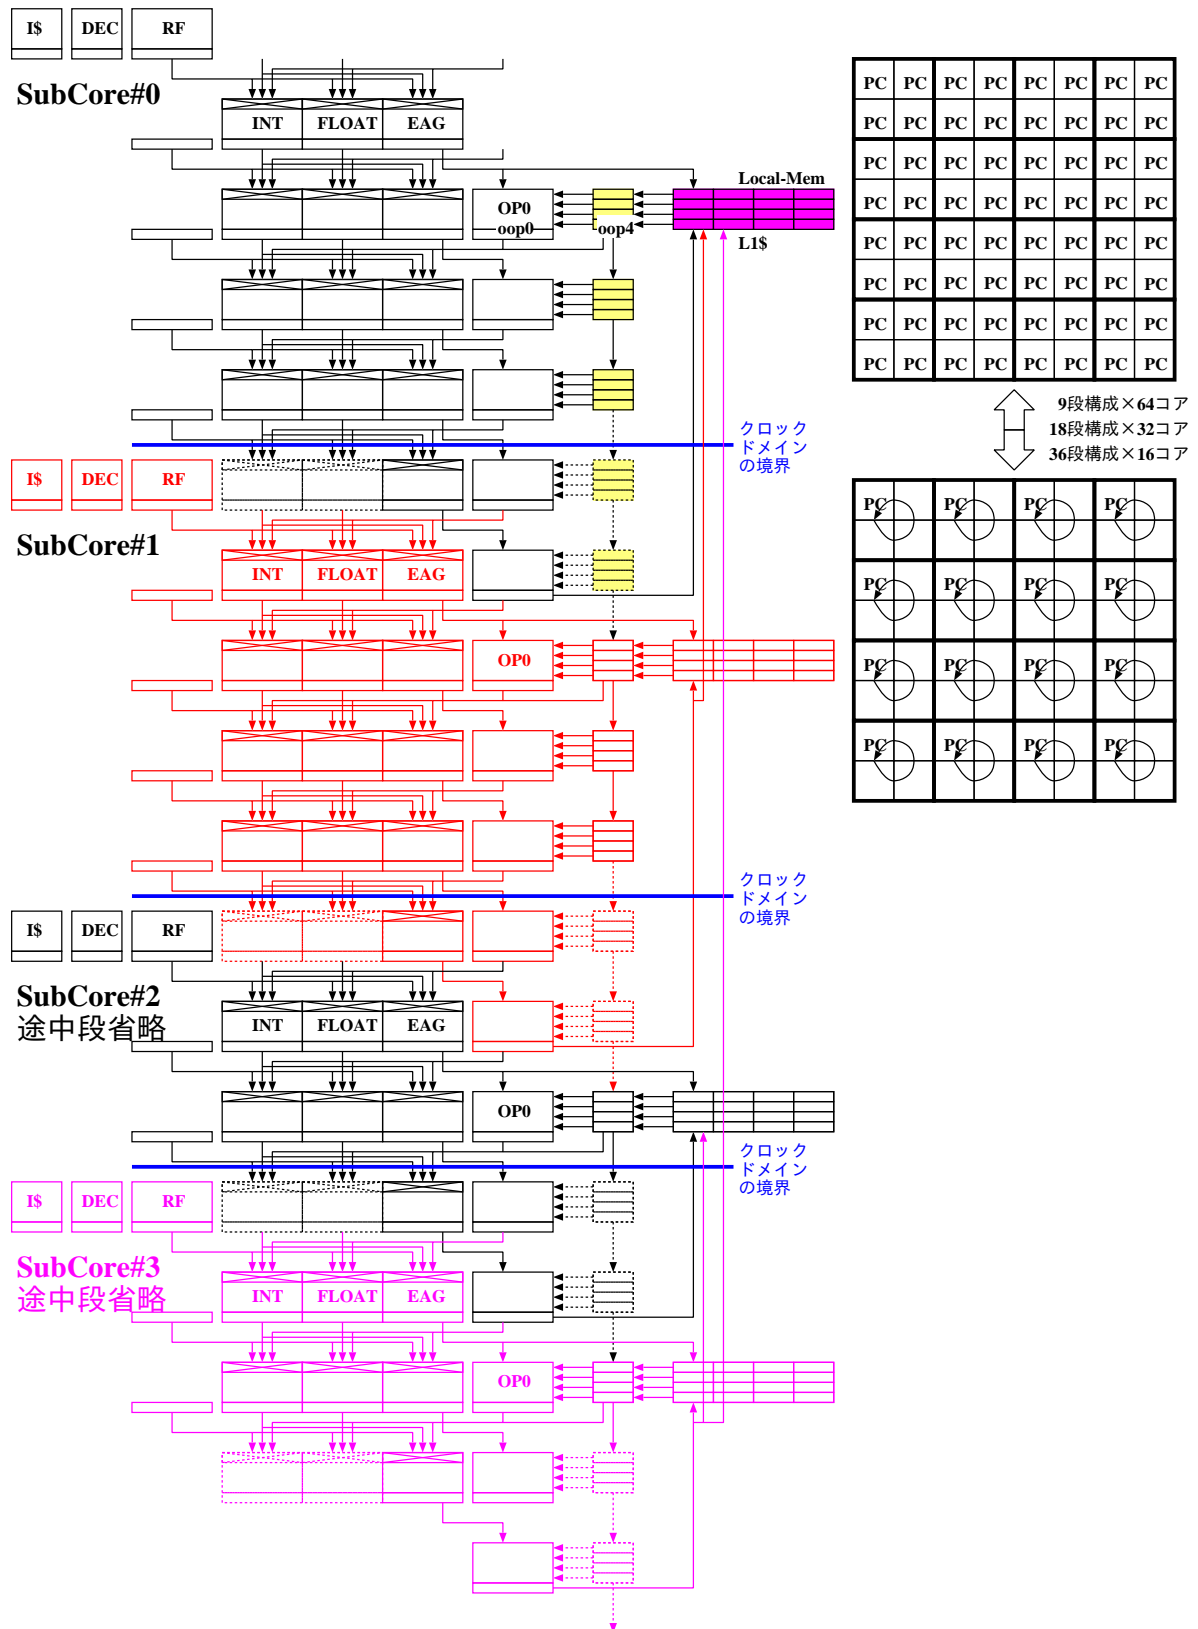 I$ DEC RF
SubCore#0
INT FLOAT EAG
Local-Mem
OP0
oop0 oop4
L1$
クロック
ドメイン
の境界
I$ DEC RF
SubCore#1
INT FLOAT EAG
OP0
クロック
ドメイン
の境界
I$ DEC RF
SubCore#2
途中段省略
INT FLOAT EAG
OP0
クロック
ドメイン
の境界
I$ DEC RF
SubCore#3
途中段省略
INT FLOAT EAG
OP0
PC PC PC PC PC PC PC PC
PC PC PC PC PC PC PC PC
PC PC PC PC PC PC PC PC
PC PC PC PC PC PC PC PC
PC PC PC PC PC PC PC PC
PC PC PC PC PC PC PC PC
PC PC PC PC PC PC PC PC
PC PC PC PC PC PC PC PC
9段構成×64コア
18段構成×32コア
36段構成×16コア
PC PC PC PC
PC PC PC PC
PC PC PC PC
PC PC PC PC